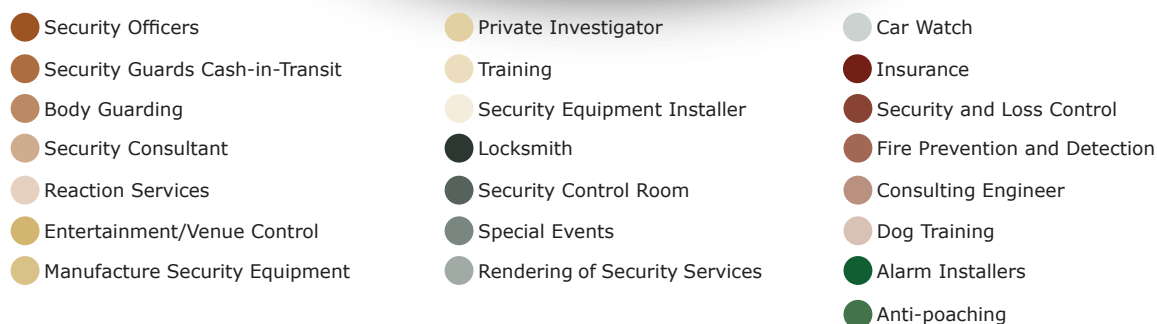 Security Officers
Security Guards Cash-in-Transit
Body Guarding
Security Consultant
Reaction Services
Entertainment/Venue Control
Manufacture Security Equipment
Private Investigator
Training
Security Equipment Installer
Locksmith
Security Control Room
Special Events
Rendering of Security Services
Car Watch
Insurance
Security and Loss Control
Fire Prevention and Detection
Consulting Engineer
Dog Training
Alarm Installers
Anti-poaching